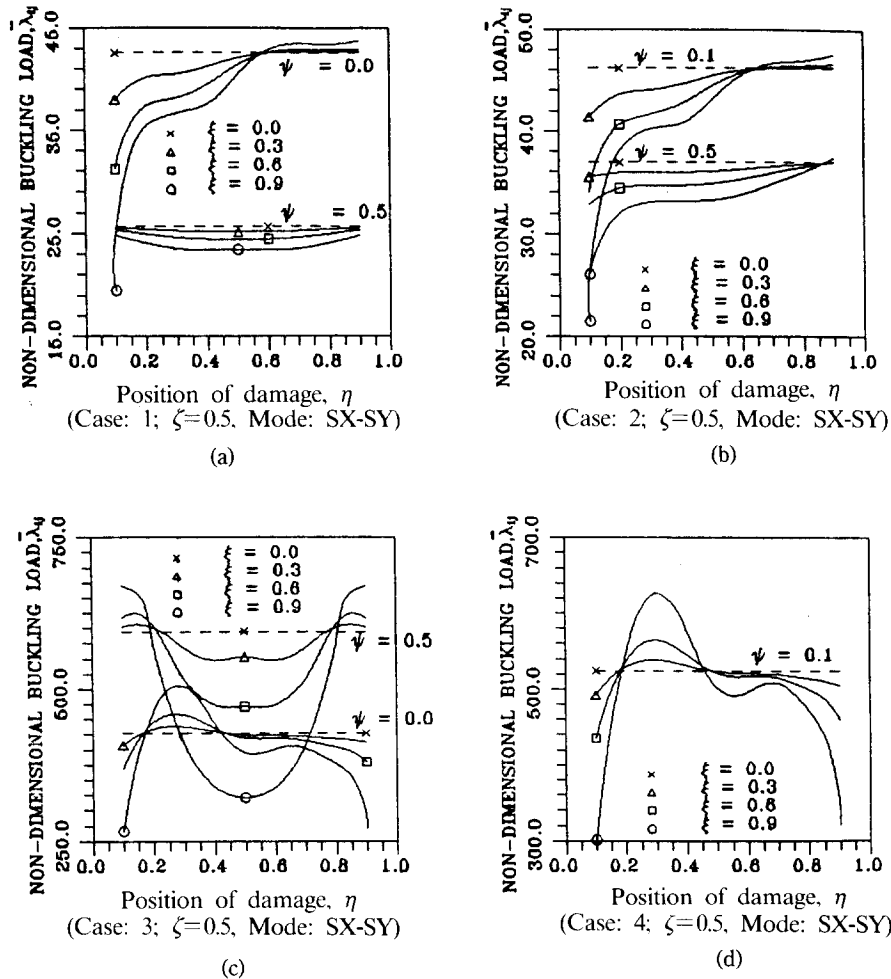 NON-DIMENSIONAL BUCKLING LOAD, λ̄ij
45.0
35.0
25.0
15.0
ψ = 0.0
ξ = 0.0
ξ = 0.3
ξ = 0.6
ξ = 0.9
ψ = 0.5
0.0 0.2 0.4 0.6 0.8 1.0
Position of damage, η
(Case: 1; ζ=0.5, Mode: SX-SY)
(a)
NON-DIMENSIONAL BUCKLING LOAD, λ̄ij
50.0
40.0
30.0
20.0
ψ = 0.1
ψ = 0.5
ξ = 0.0
ξ = 0.3
ξ = 0.6
ξ = 0.9
0.0 0.2 0.4 0.6 0.8 1.0
Position of damage, η
(Case: 2; ζ=0.5, Mode: SX-SY)
(b)
NON-DIMENSIONAL BUCKLING LOAD, λ̄ij
750.0
500.0
250.0
ξ = 0.0
ξ = 0.3
ξ = 0.6
ξ = 0.9
ψ = 0.5
ψ = 0.0
0.0 0.2 0.4 0.6 0.8 1.0
Position of damage, η
(Case: 3; ζ=0.5, Mode: SX-SY)
(c)
NON-DIMENSIONAL BUCKLING LOAD, λ̄ij
700.0
500.0
300.0
ψ = 0.1
ξ = 0.0
ξ = 0.3
ξ = 0.6
ξ = 0.9
0.0 0.2 0.4 0.6 0.8 1.0
Position of damage, η
(Case: 4; ζ=0.5, Mode: SX-SY)
(d)